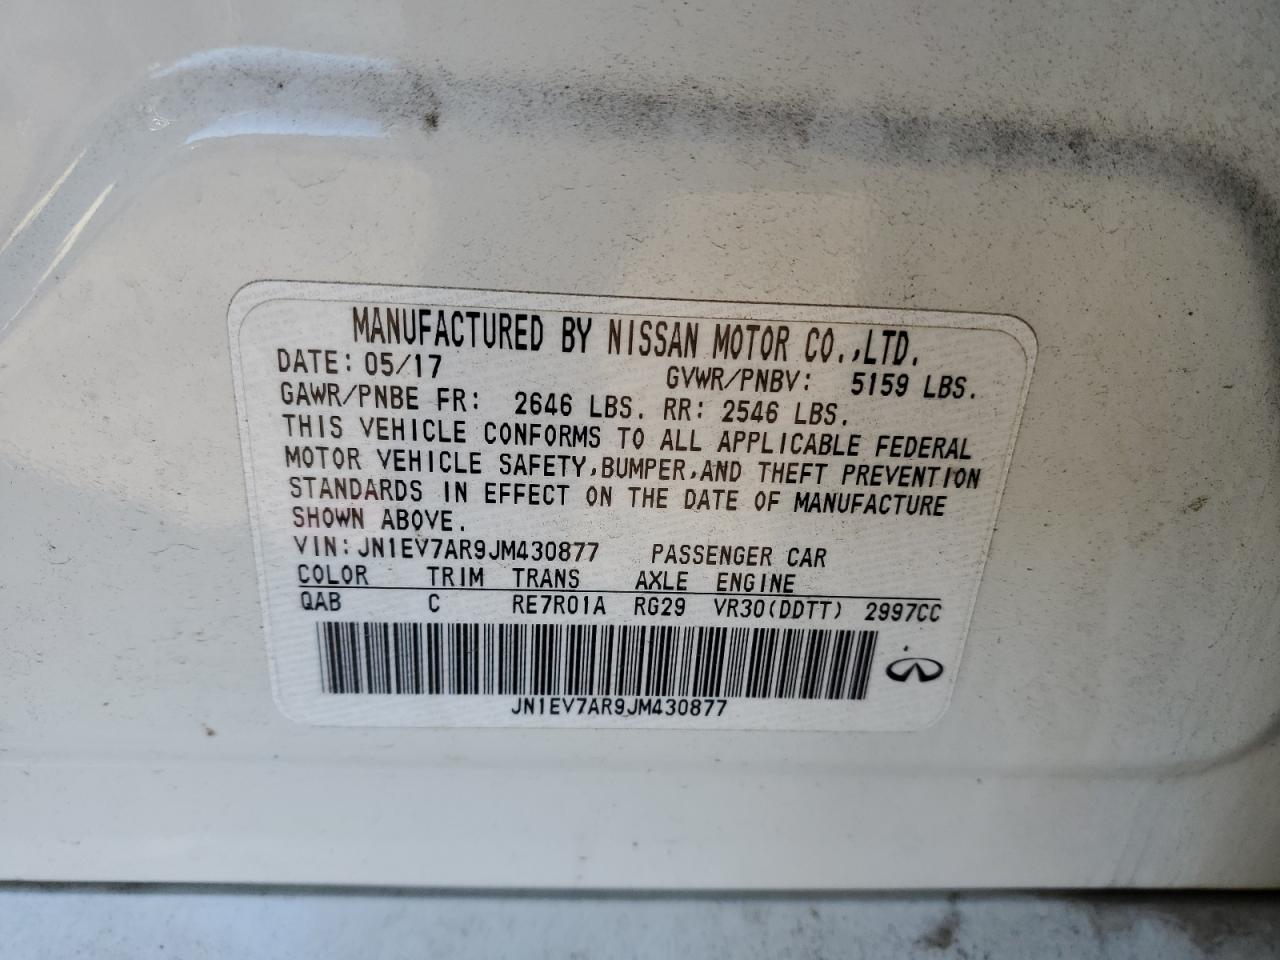 MANUFACTURED BY NISSAN MOTOR CO.,LTD.
DATE: 05/17 GVWR/PNBV: 5159 LBS.
GAWR/PNBE FR: 2646 LBS. RR: 2546 LBS.
THIS VEHICLE CONFORMS TO ALL APPLICABLE FEDERAL
MOTOR VEHICLE SAFETY,BUMPER,AND THEFT PREVENTION
STANDARDS IN EFFECT ON THE DATE OF MANUFACTURE
SHOWN ABOVE.
VIN:JN1EV7AR9JM430877 PASSENGER CAR
COLOR TRIM TRANS AXLE ENGINE
QAB C RE7R01A RG29 VR30(DDTT) 2997CC
JN1EV7AR9JM430877